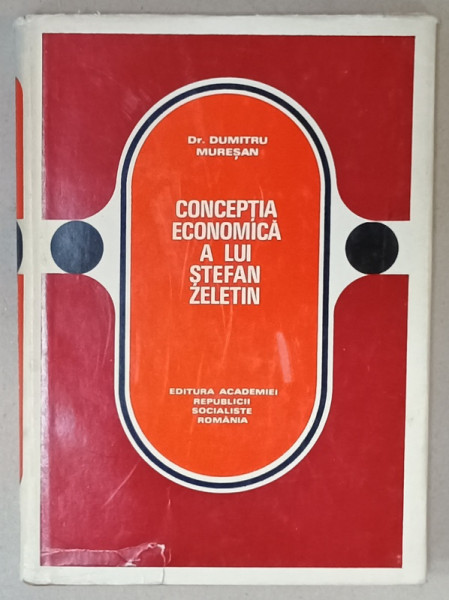 Dr. DUMITRU
MUREȘAN
CONCEPȚIA
ECONOMICĂ
A LUI
ȘTEFAN
ZELETIN
EDITURA ACADEMIEI
REPUBLICII
SOCIALISTE
ROMÂNIA